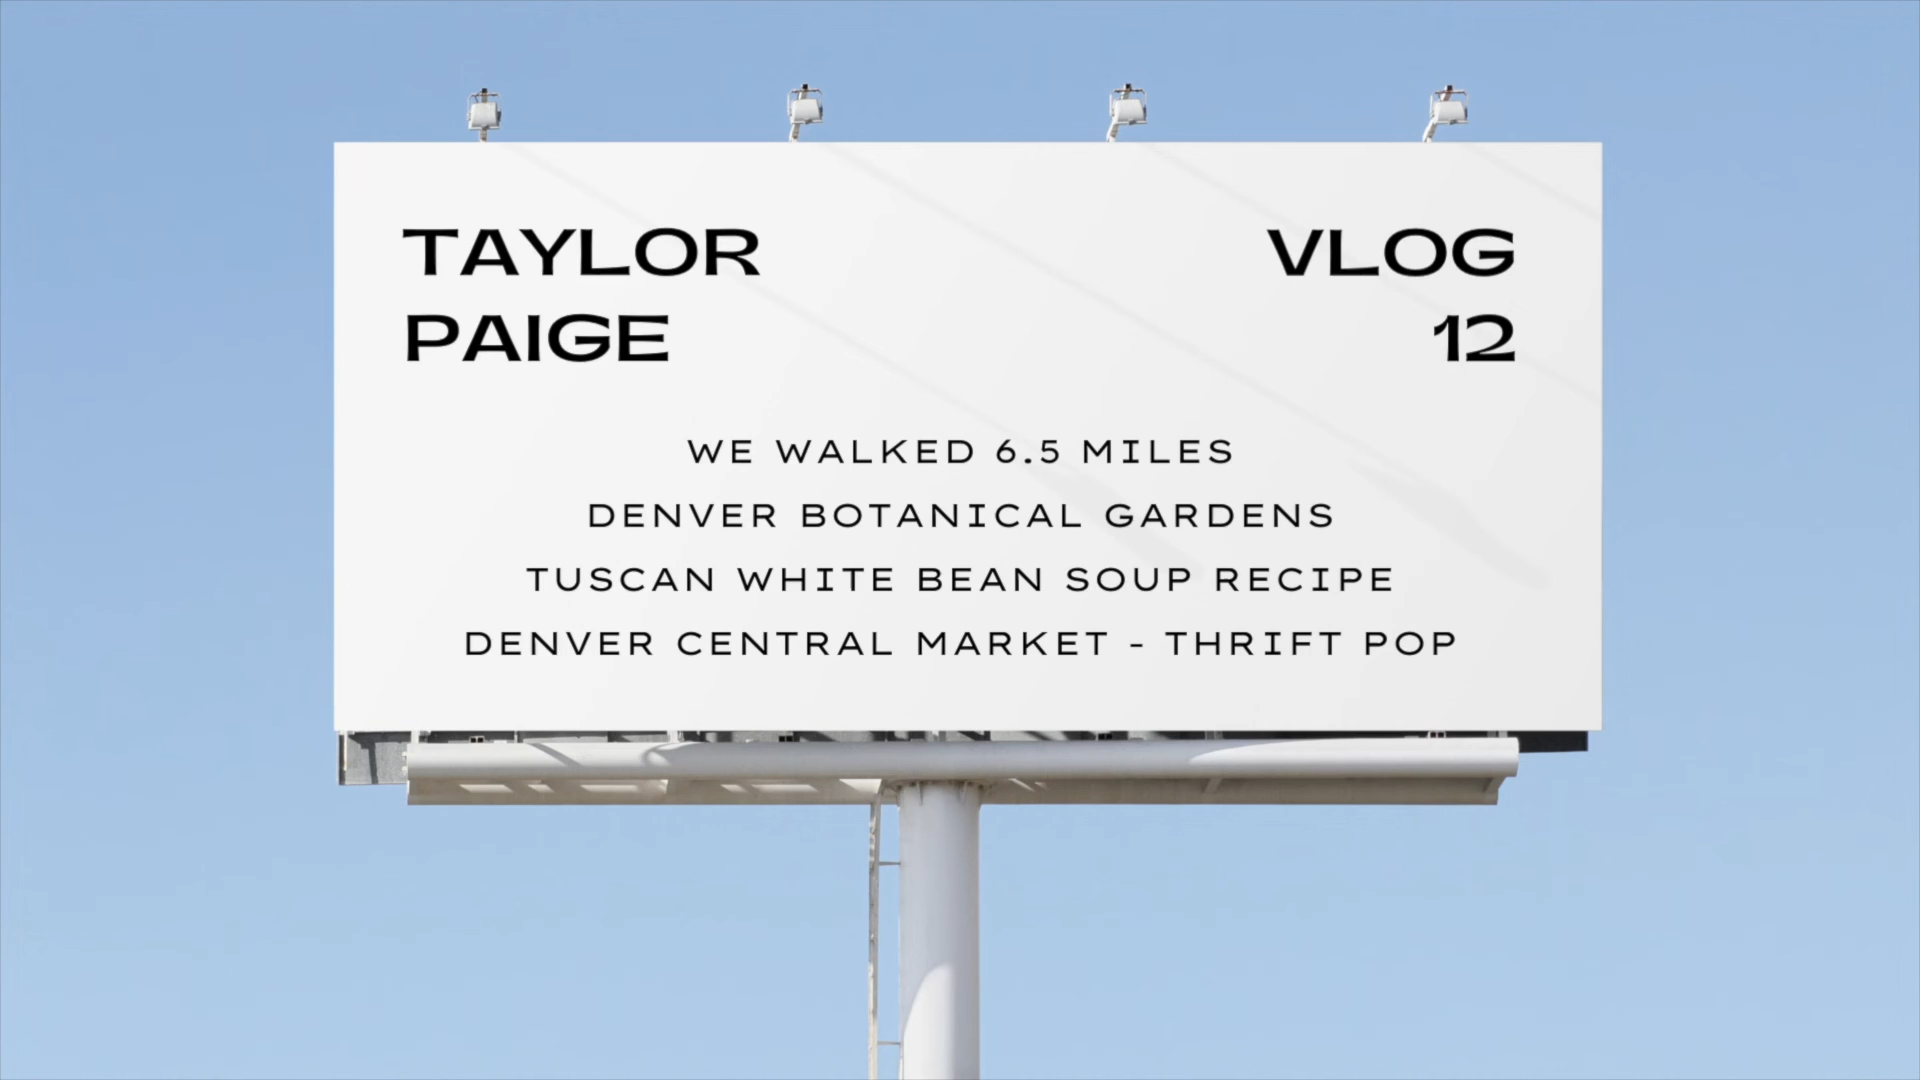 TAYLOR
PAIGE
VLOG
12
WE WALKED 6.5 MILES
DENVER BOTANICAL GARDENS
TUSCAN WHITE BEAN SOUP RECIPE
DENVER CENTRAL MARKET - THRIFT POP